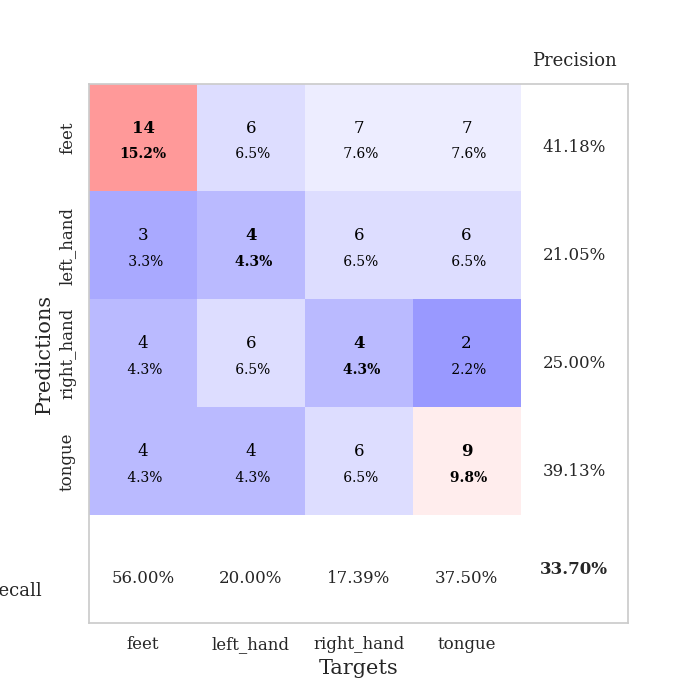 Precision
feet
14 6 7 7
15.2% 6.5% 7.6% 7.6%
41.18%
left_hand
3 4 6 6
3.3% 4.3% 6.5% 6.5%
21.05%
Predictions
right_hand
4 6 4 2
4.3% 6.5% 4.3% 2.2%
25.00%
tongue
4 4 6 9
4.3% 4.3% 6.5% 9.8%
39.13%
ecall
56.00% 20.00% 17.39% 37.50% 33.70%
feet left_hand right_hand tongue
Targets